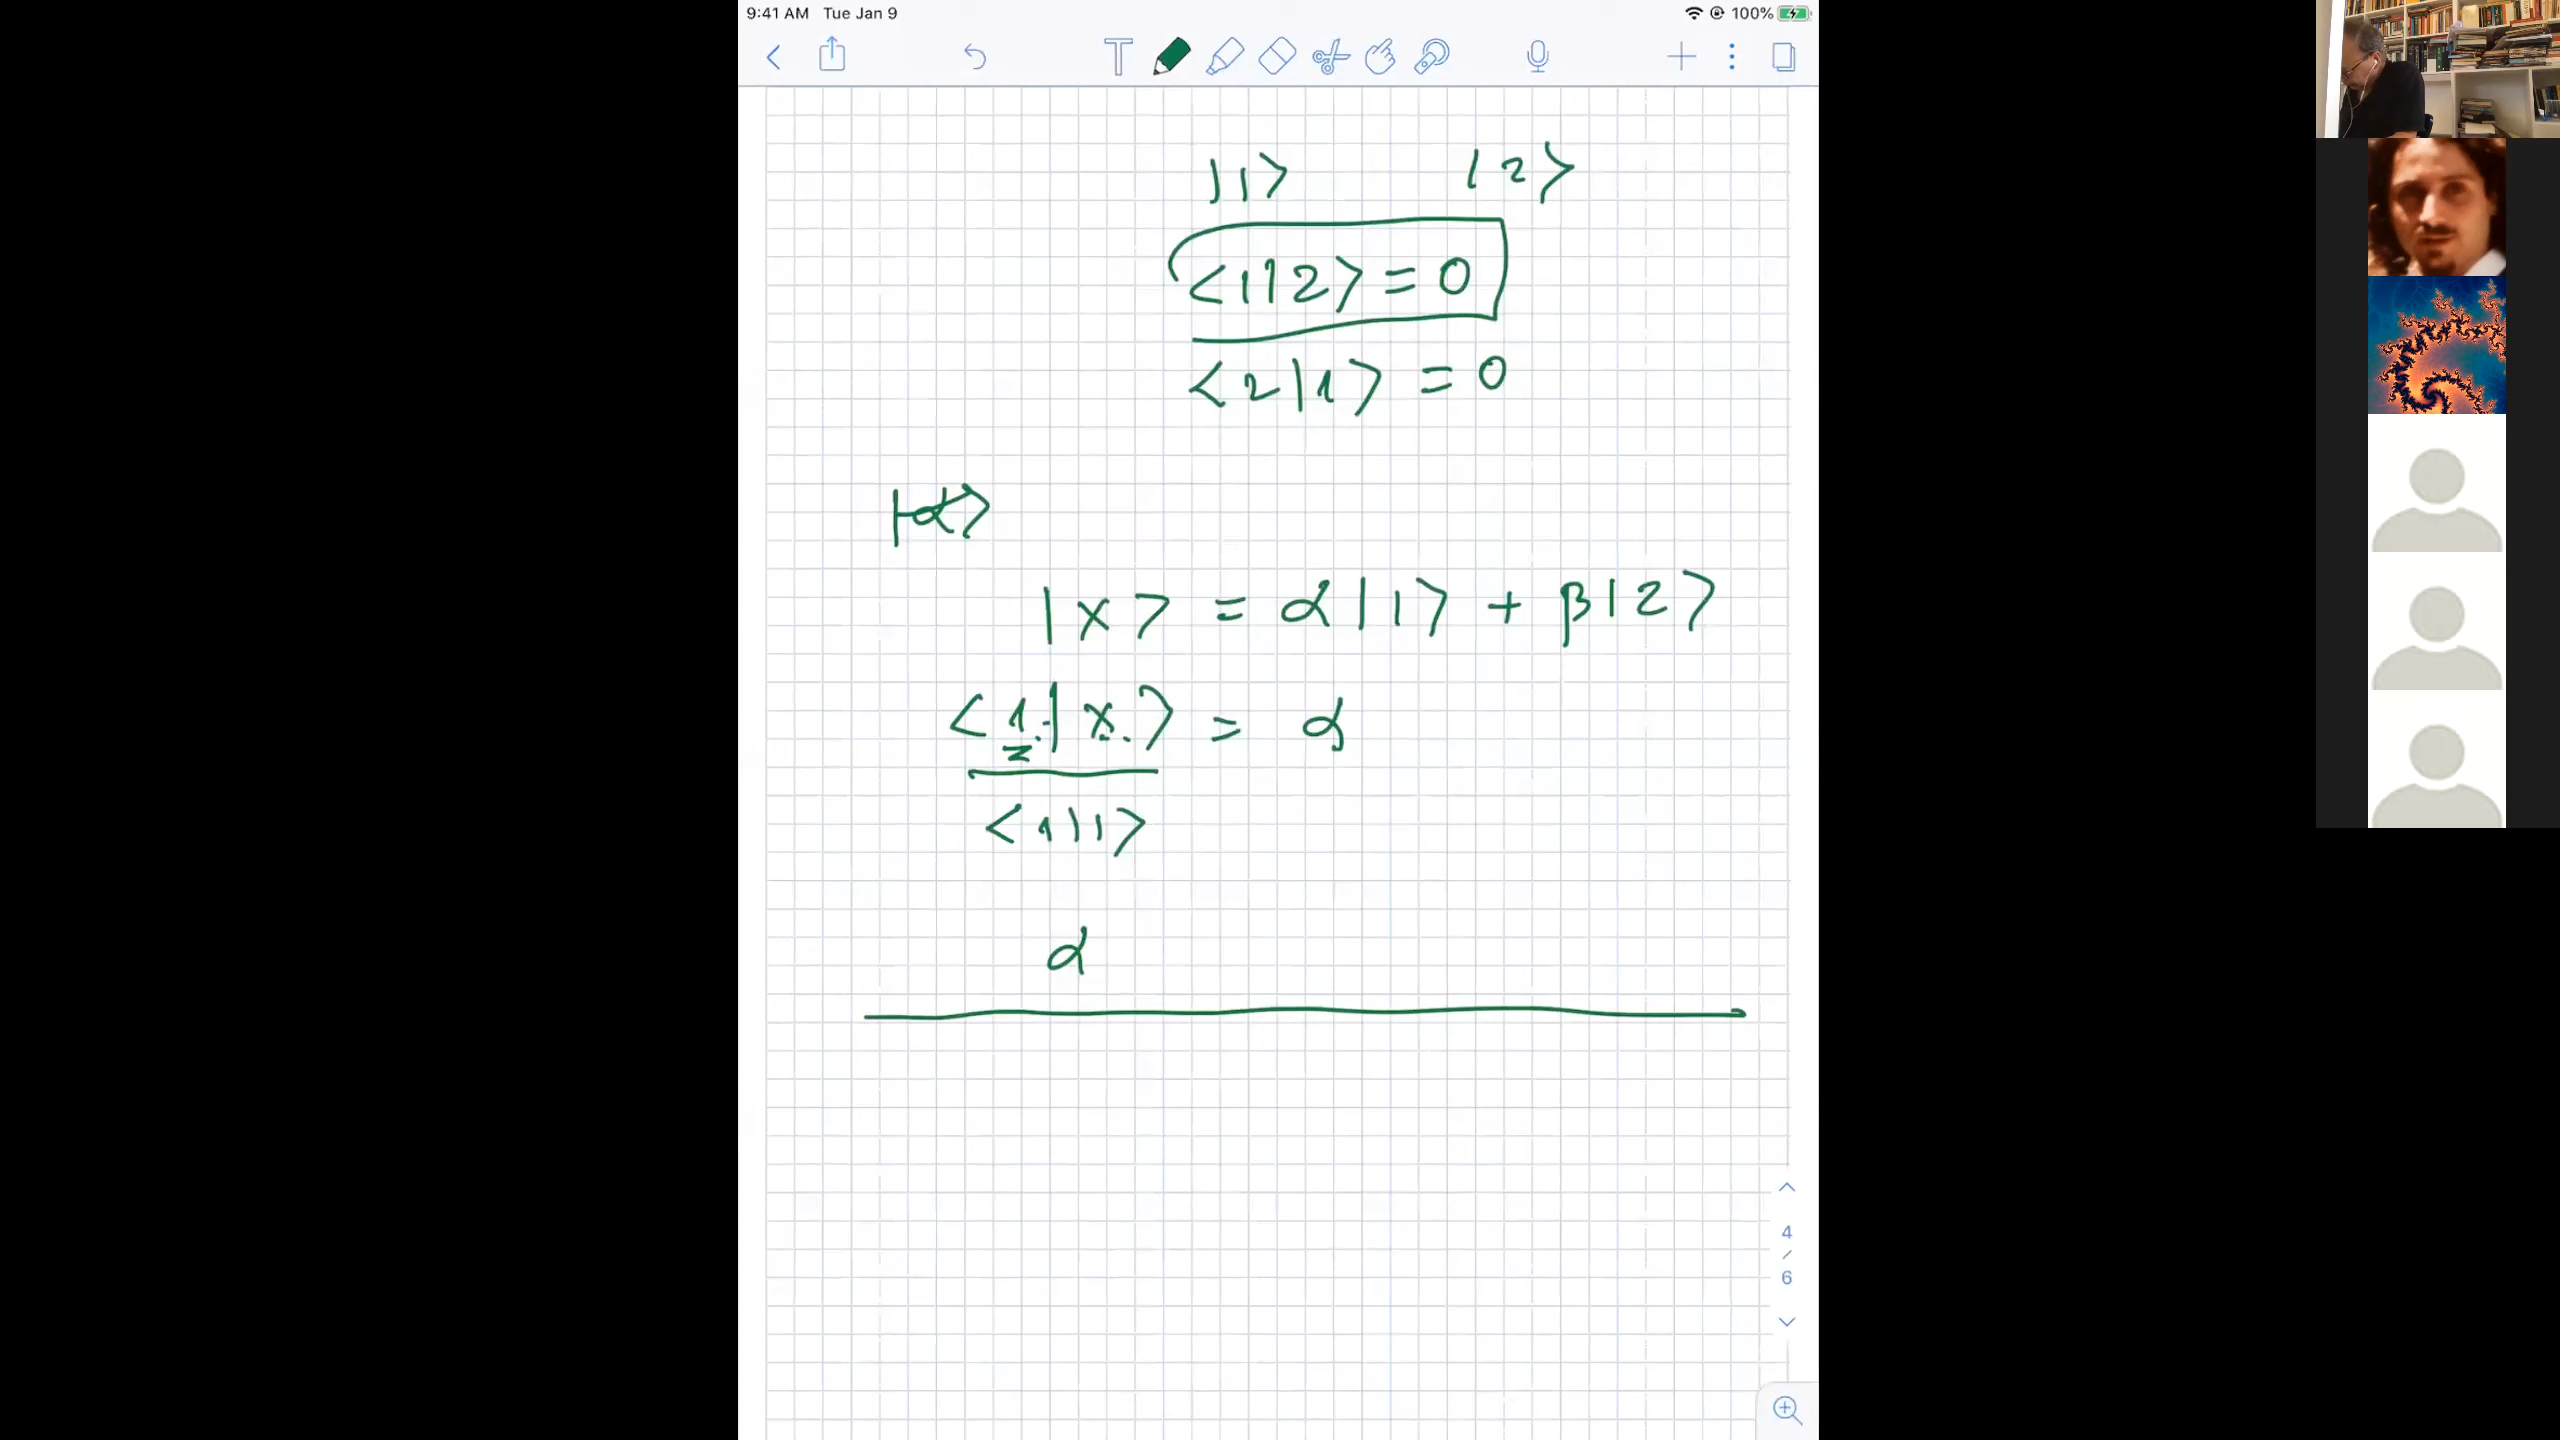 9:41 AM Tue Jan 9 100%
|1⟩ |2⟩
⟨1|2⟩ = 0
⟨2|1⟩ = 0
|α⟩
|x⟩ = α|1⟩ + β|2⟩
⟨1|x⟩ = α
⟨1|1⟩
α
4
/
6